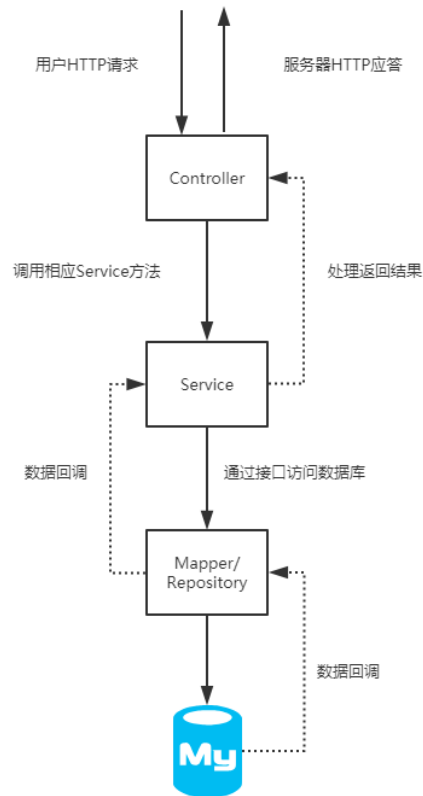 用户HTTP请求
服务器HTTP应答
Controller
调用相应Service方法
处理返回结果
Service
数据回调
通过接口访问数据库
Mapper/
Repository
数据回调
My